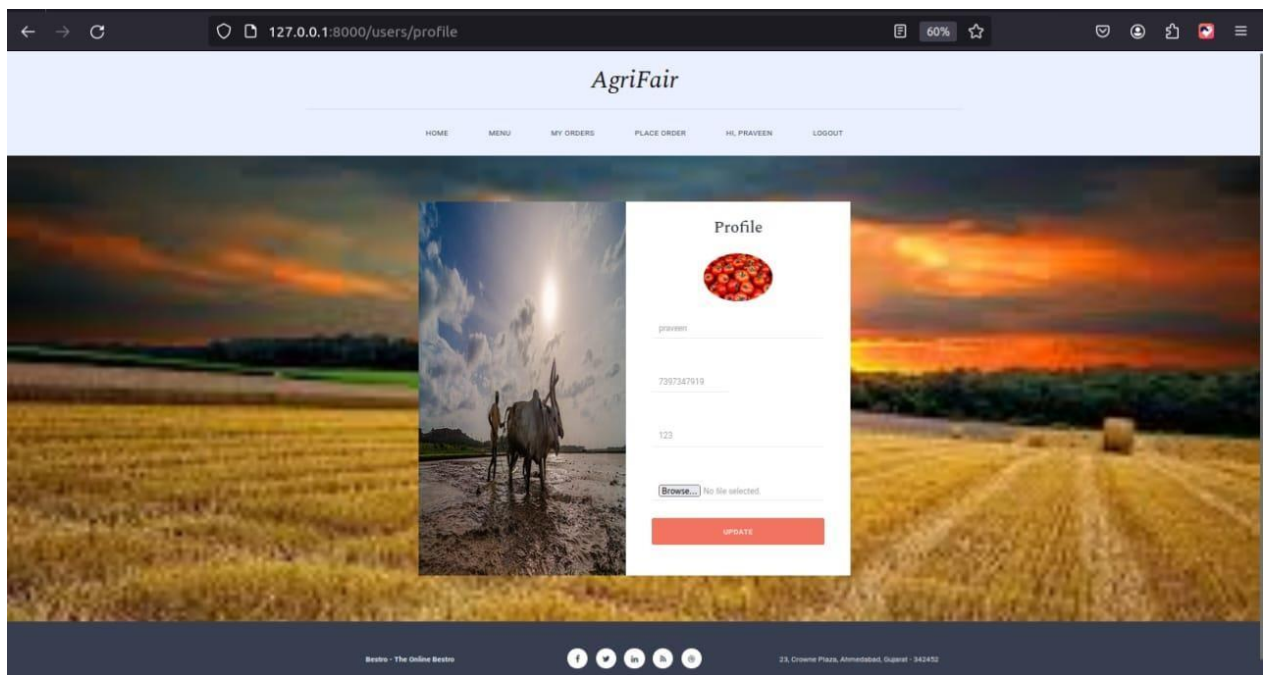 127.0.0.1:8000/users/profile 60%
AgriFair
HOME MENU MY ORDERS PLACE ORDER HI, PRAVEEN LOGOUT
Profile
praveen
7397347919
123
Browse... No file selected.
UPDATE
Bestro - The Online Bestro
23, Crowne Plaza, Ahmedabad, Gujarat - 342452